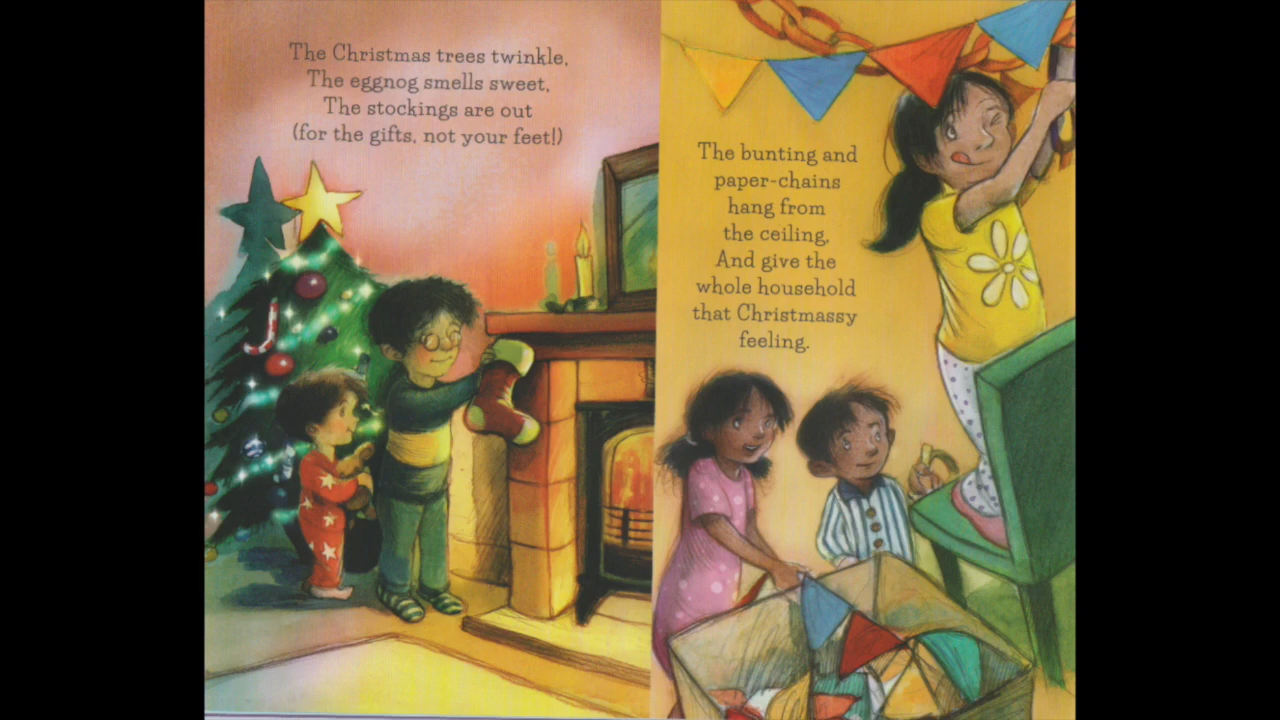 The Christmas trees twinkle,
The eggnog smells sweet,
The stockings are out
(for the gifts, not your feet!)
The bunting and
paper-chains
hang from
the ceiling,
And give the
whole household
that Christmassy
feeling.